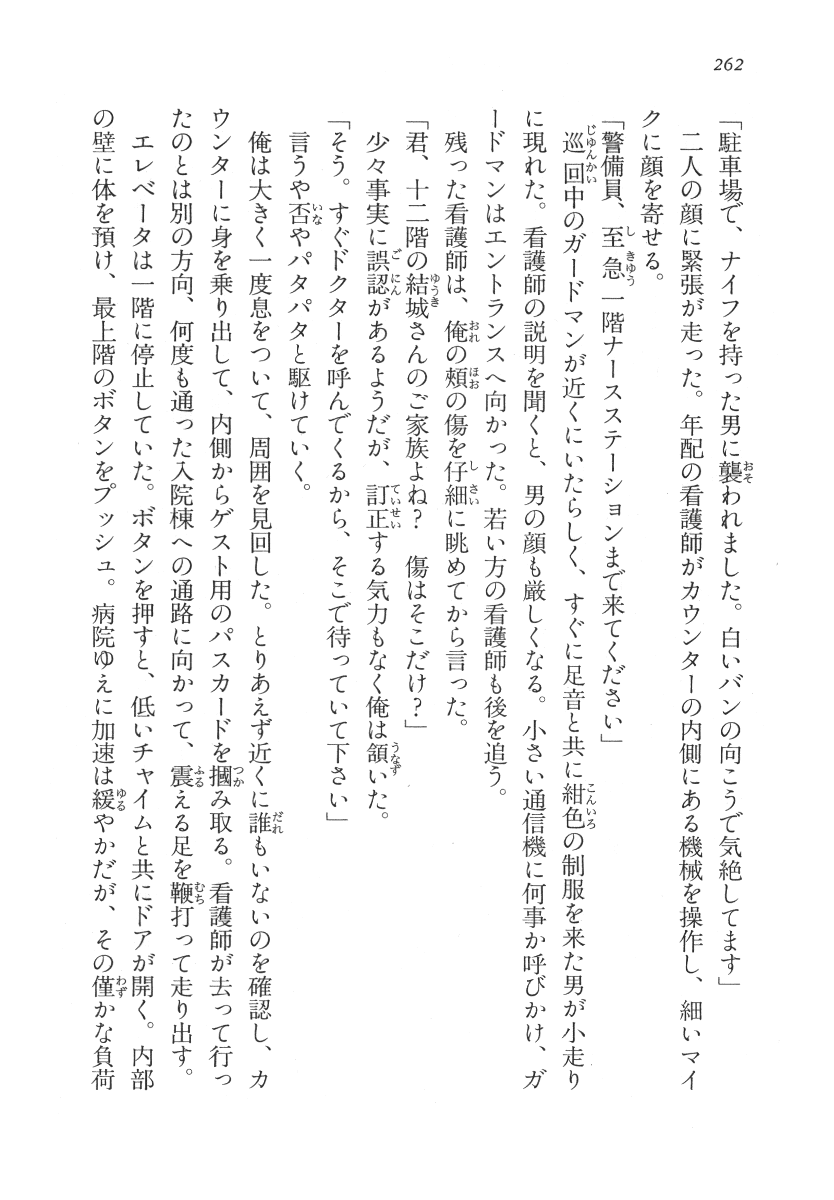 262
「駐車場で、ナイフを持った男に襲われました。白いバンの向こうで気絶してます」
二人の顔に緊張が走った。年配の看護師がカウンターの内側にある機械を操作し、細いマイ
クに顔を寄せる。
「警備員、至急一階ナースステーションまで来てください」
巡回中のガードマンが近くにいたらしく、すぐに足音と共に紺色の制服を来た男が小走り
に現れた。看護師の説明を聞くと、男の顔も厳しくなる。小さい通信機に何事か呼びかけ、ガ
ードマンはエントランスへ向かった。若い方の看護師も後を追う。
残った看護師は、俺の頰の傷を仔細に眺めてから言った。
「君、十二階の結城さんのご家族よね？　傷はそこだけ？」
少々事実に誤認があるようだが、訂正する気力もなく俺は頷いた。
「そう。すぐドクターを呼んでくるから、そこで待っていて下さい」
言うや否やパタパタと駆けていく。
俺は大きく一度息をついて、周囲を見回した。とりあえず近くに誰もいないのを確認し、カ
ウンターに身を乗り出して、内側からゲスト用のパスカードを摑み取る。看護師が去って行っ
たのとは別の方向、何度も通った入院棟への通路に向かって、震える足を鞭打って走り出す。
エレベータは一階に停止していた。ボタンを押すと、低いチャイムと共にドアが開く。内部
の壁に体を預け、最上階のボタンをプッシュ。病院ゆえに加速は緩やかだが、その僅かな負荷